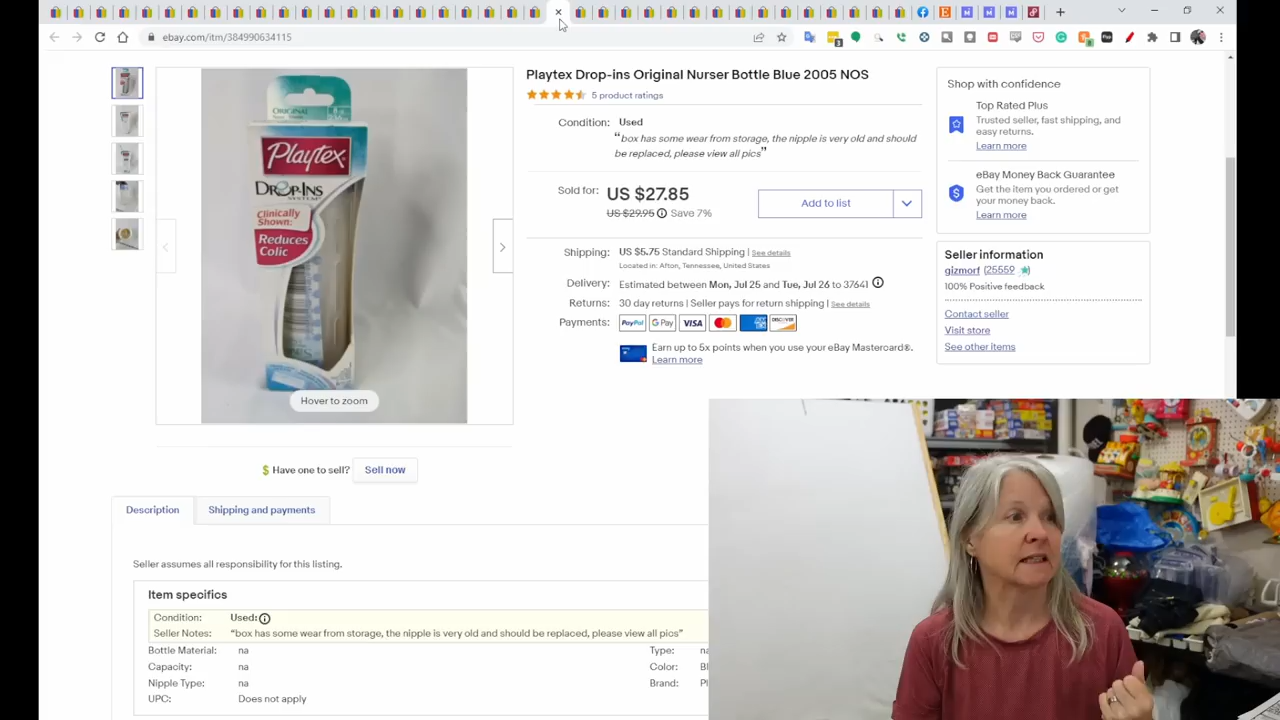 ebay.com/itm/384990634115
Playtex Drop-ins Original Nurser Bottle Blue 2005 NOS
5 product ratings
Condition: Used
"box has some wear from storage, the nipple is very old and should
be replaced, please view all pics"
Sold for: US $27.85
US $29.95 Save 7%
Add to list
Shipping: US $5.75 Standard Shipping | See details
Located in: Afton, Tennessee, United States
Delivery: Estimated between Mon, Jul 25 and Tue, Jul 26 to 37641
Returns: 30 day returns | Seller pays for return shipping | See details
Payments: PayPal G Pay VISA DISCOVER
Earn up to 5x points when you use your eBay Mastercard®.
Learn more
Shop with confidence
Top Rated Plus
Trusted seller, fast shipping, and
easy returns.
Learn more
eBay Money Back Guarantee
Get the item you ordered or get
your money back.
Learn more
Seller information
gizmorf (25559)
100% Positive feedback
Contact seller
Visit store
See other items
ORIGINAL
Playtex
DROP-INS
SYSTEM
Clinically
Shown:
Reduces
Colic
Hover to zoom
$ Have one to sell? Sell now
Description
Shipping and payments
Seller assumes all responsibility for this listing.
Item specifics
Condition: Used:
Seller Notes: "box has some wear from storage, the nipple is very old and should be replaced, please view all pics"
Bottle Material: na Type: na
Capacity: na Color: Bl
Nipple Type: na Brand: Pl
UPC: Does not apply